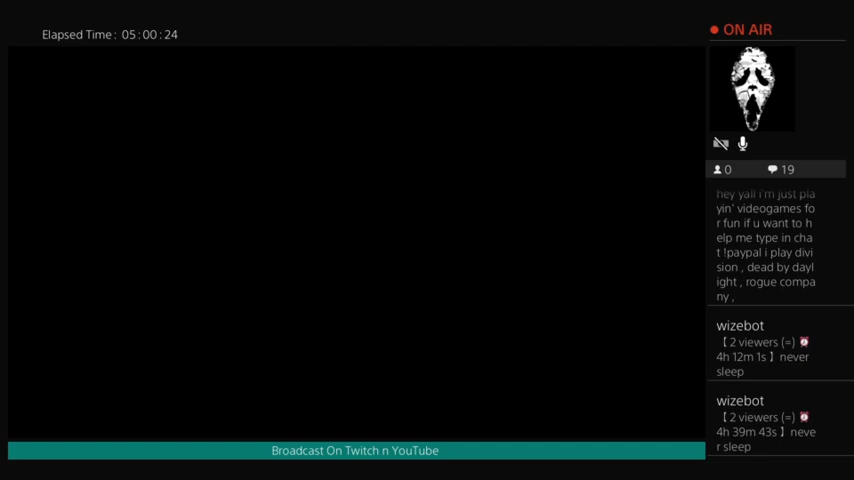 Elapsed Time : 05 : 00 : 24
ON AIR
0 19
hey yall i'm just pla
yin' videogames fo
r fun if u want to h
elp me type in cha
t !paypal i play divi
sion , dead by dayl
ight , rogue compa
ny ,
wizebot
【 2 viewers (=) ⏰
4h 12m 1s 】 never
sleep
wizebot
【 2 viewers (=) ⏰
4h 39m 43s 】 neve
r sleep
Broadcast On Twitch n YouTube